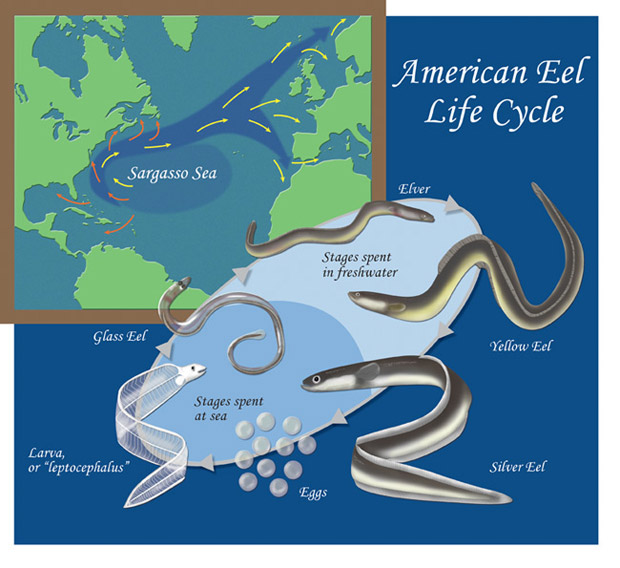 American Eel
Life Cycle
Sargasso Sea
Elver
Stages spent
in freshwater
Glass Eel
Yellow Eel
Stages spent
at sea
Larva,
or "leptocephalus"
Silver Eel
Eggs